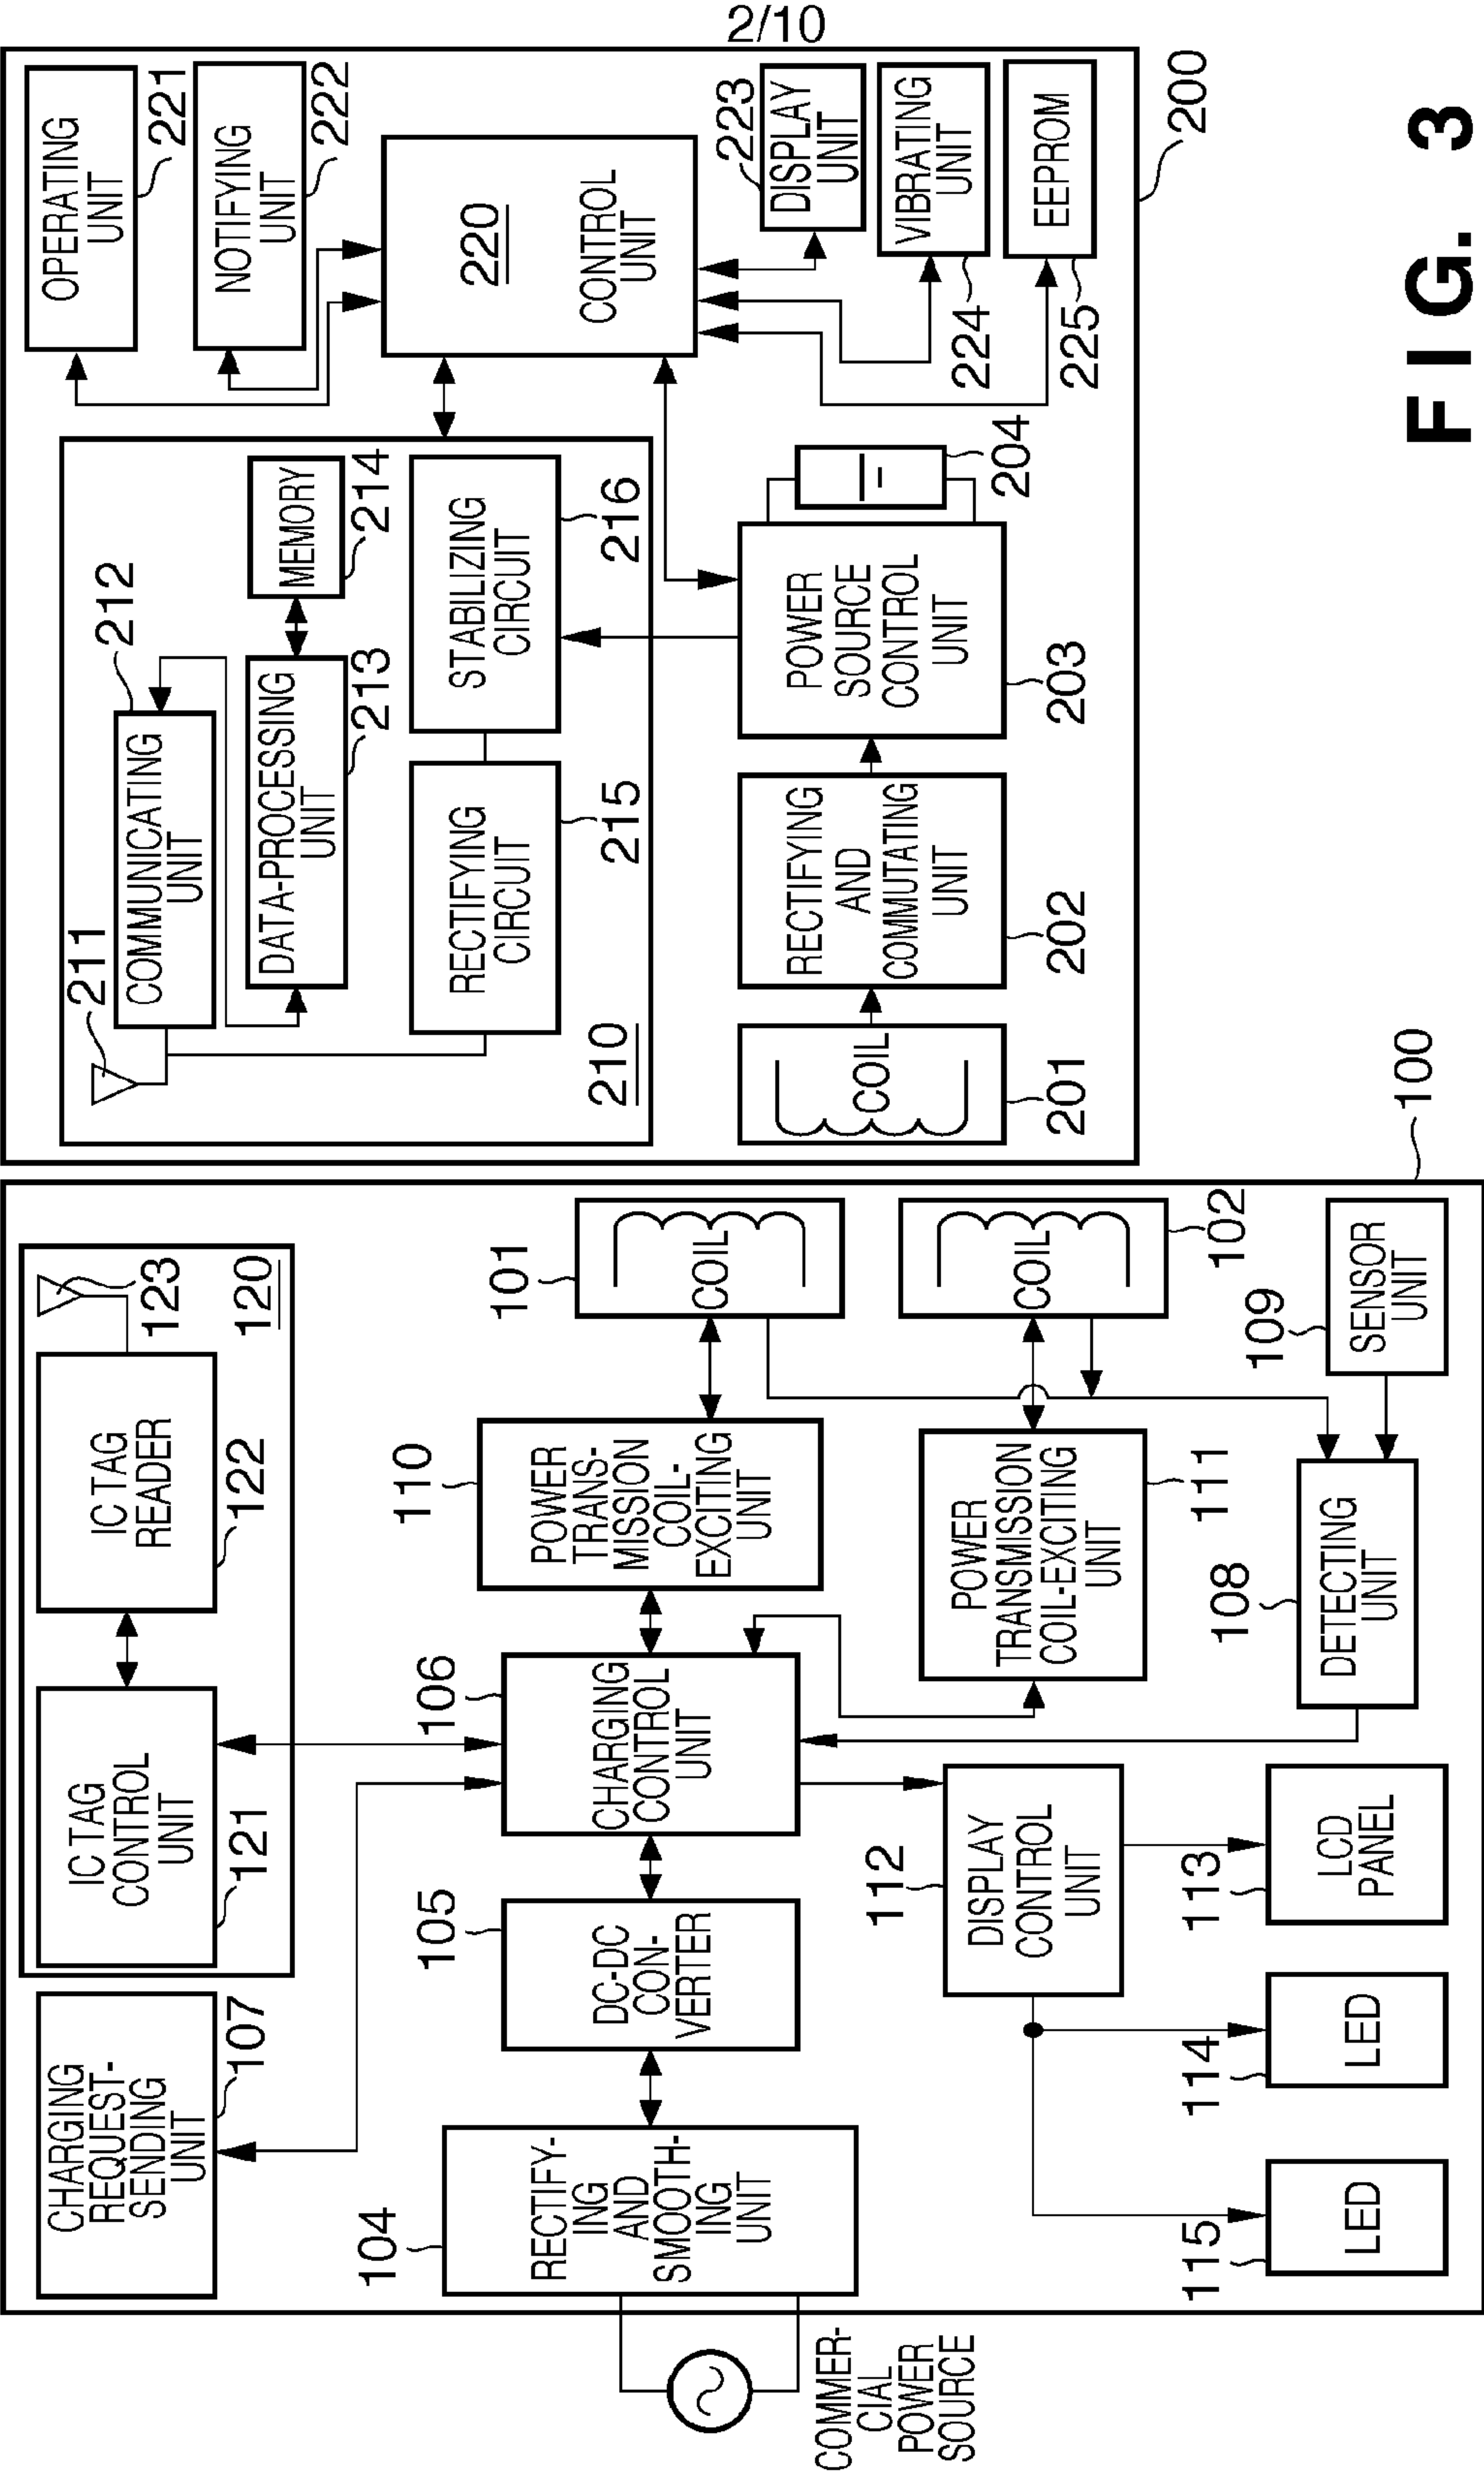 2/10
COMMER-
CIAL
POWER
SOURCE
100
104
RECTIFY-
ING
AND
SMOOTH-
ING
UNIT
CHARGING
REQUEST-
SENDING
UNIT
107
105
DC-DC
CON-
VERTER
106
CHARGING
CONTROL
UNIT
120
IC TAG
CONTROL
UNIT
121
IC TAG
READER
122
123
110
POWER
TRANS-
MISSION
COIL-
EXCITING
UNIT
101
COIL
POWER
TRANSMISSION
COIL-EXCITING
UNIT
111
COIL
102
112
DISPLAY
CONTROL
UNIT
108
DETECTING
UNIT
109
SENSOR
UNIT
115
LED
114
LED
113
LCD
PANEL
200
210
211
212
COMMUNICATING
UNIT
DATA-PROCESSING
UNIT
213
MEMORY
214
RECTIFYING
CIRCUIT
215
STABILIZING
CIRCUIT
216
COIL
201
RECTIFYING
AND
COMMUTATING
UNIT
202
POWER
SOURCE
CONTROL
UNIT
203
204
220
CONTROL
UNIT
OPERATING
UNIT
221
NOTIFYING
UNIT
222
223
DISPLAY
UNIT
VIBRATING
UNIT
224
EEPROM
225
FIG. 3